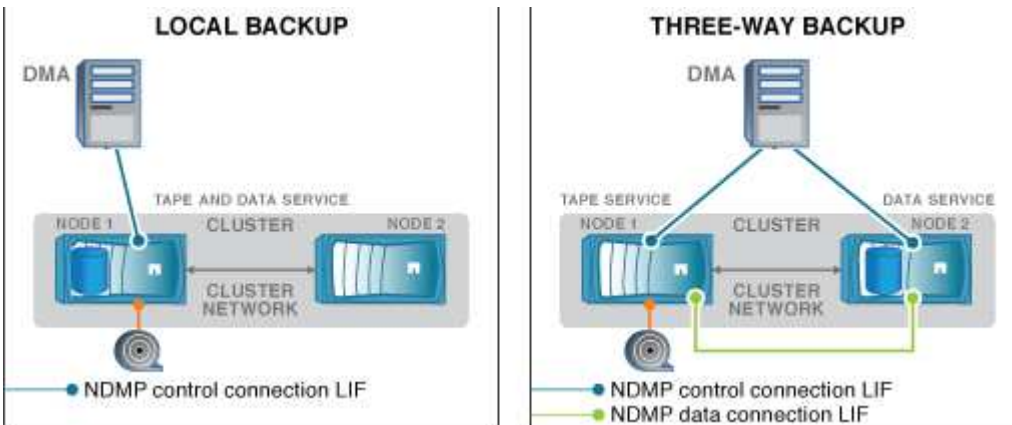 LOCAL BACKUP
DMA
TAPE AND DATA SERVICE
NODE 1
CLUSTER
NODE 2
CLUSTER
NETWORK
NDMP control connection LIF
THREE-WAY BACKUP
DMA
TAPE SERVICE
DATA SERVICE
NODE 1
CLUSTER
NODE 2
CLUSTER
NETWORK
NDMP control connection LIF
NDMP data connection LIF